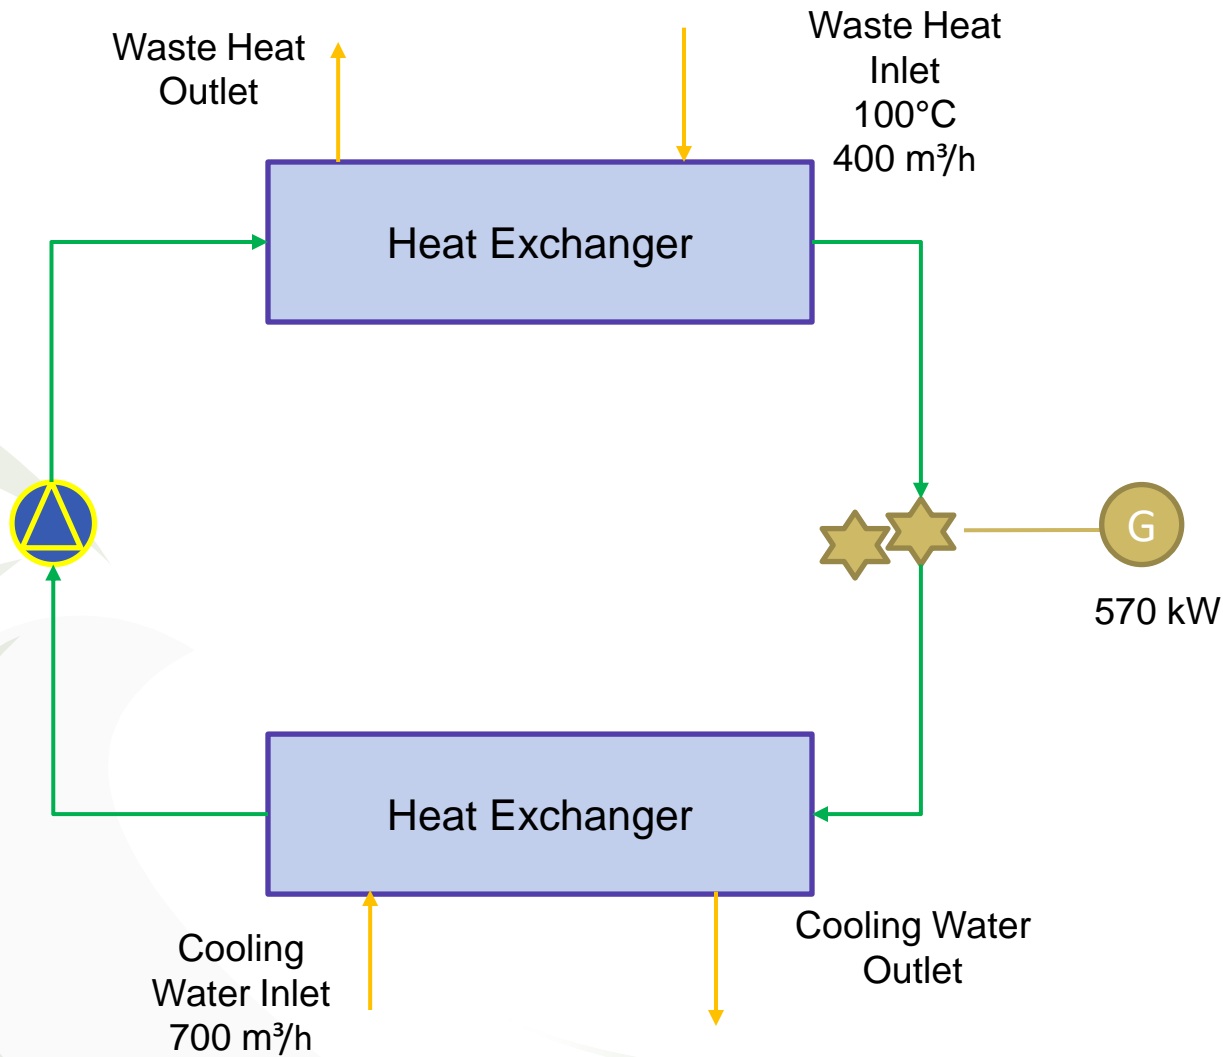 Waste Heat
Outlet
Waste Heat
Inlet
100°C
400 m³/h
Heat Exchanger
G
570 kW
Heat Exchanger
Cooling
Water Inlet
700 m³/h
Cooling Water
Outlet